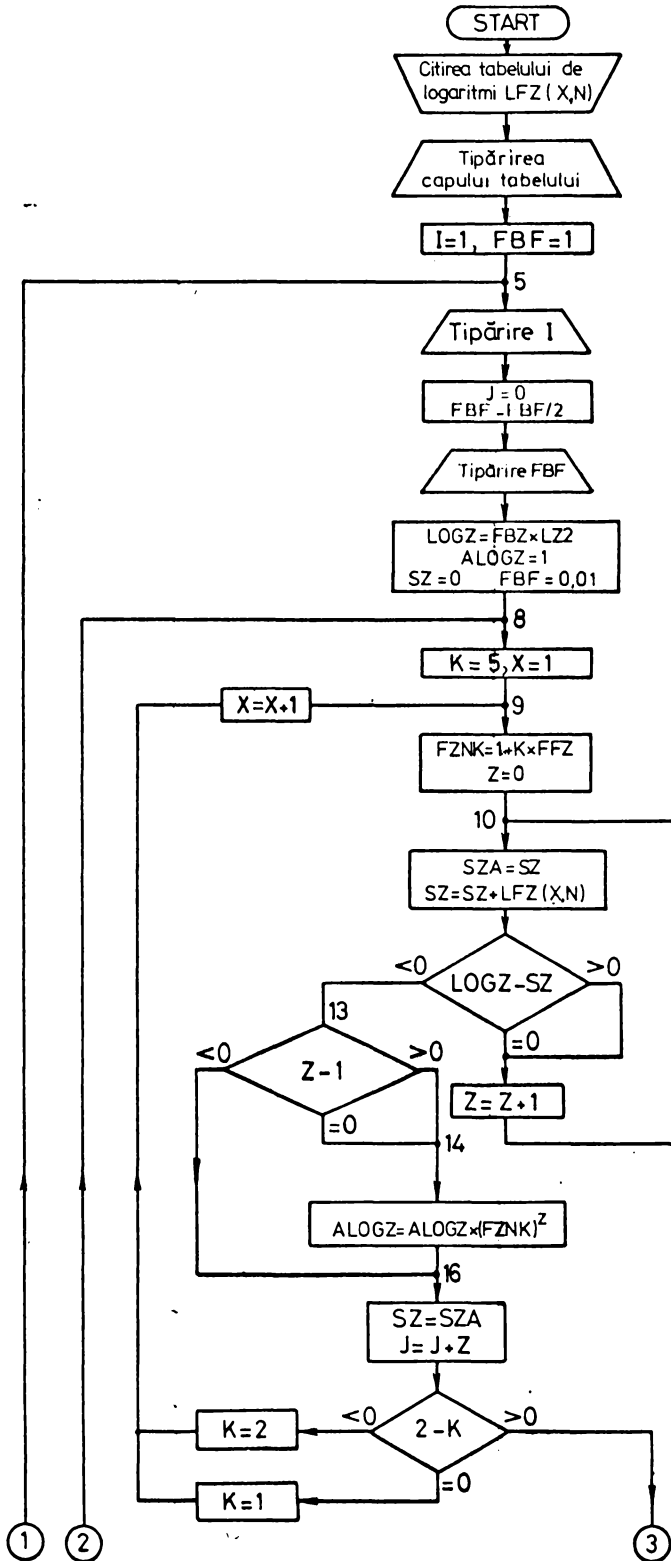 START
Citirea tabelului de
logaritmi LFZ (X,N)
Tipărirea
capului tabelului
I=1, FBF=1
5
Tipărire I
J = 0
FBF BF/2
Tipărire FBF
LOGZ=FBZ×LZ2
ALOGZ=1
SZ=0 FBF=0,01
8
K = 5, X=1
X=X+1
9
FZNK=1+K×FFZ
Z=0
10
SZA=SZ
SZ=SZ+LFZ(X,N)
<0
LOGZ-SZ
>0
=0
13
<0
Z-1
>0
=0
Z=Z+1
14
ALOGZ=ALOGZ×(FZNK)^Z
16
SZ=SZA
J=J+Z
K=2
<0
2-K
>0
K=1
=0
1
2
3